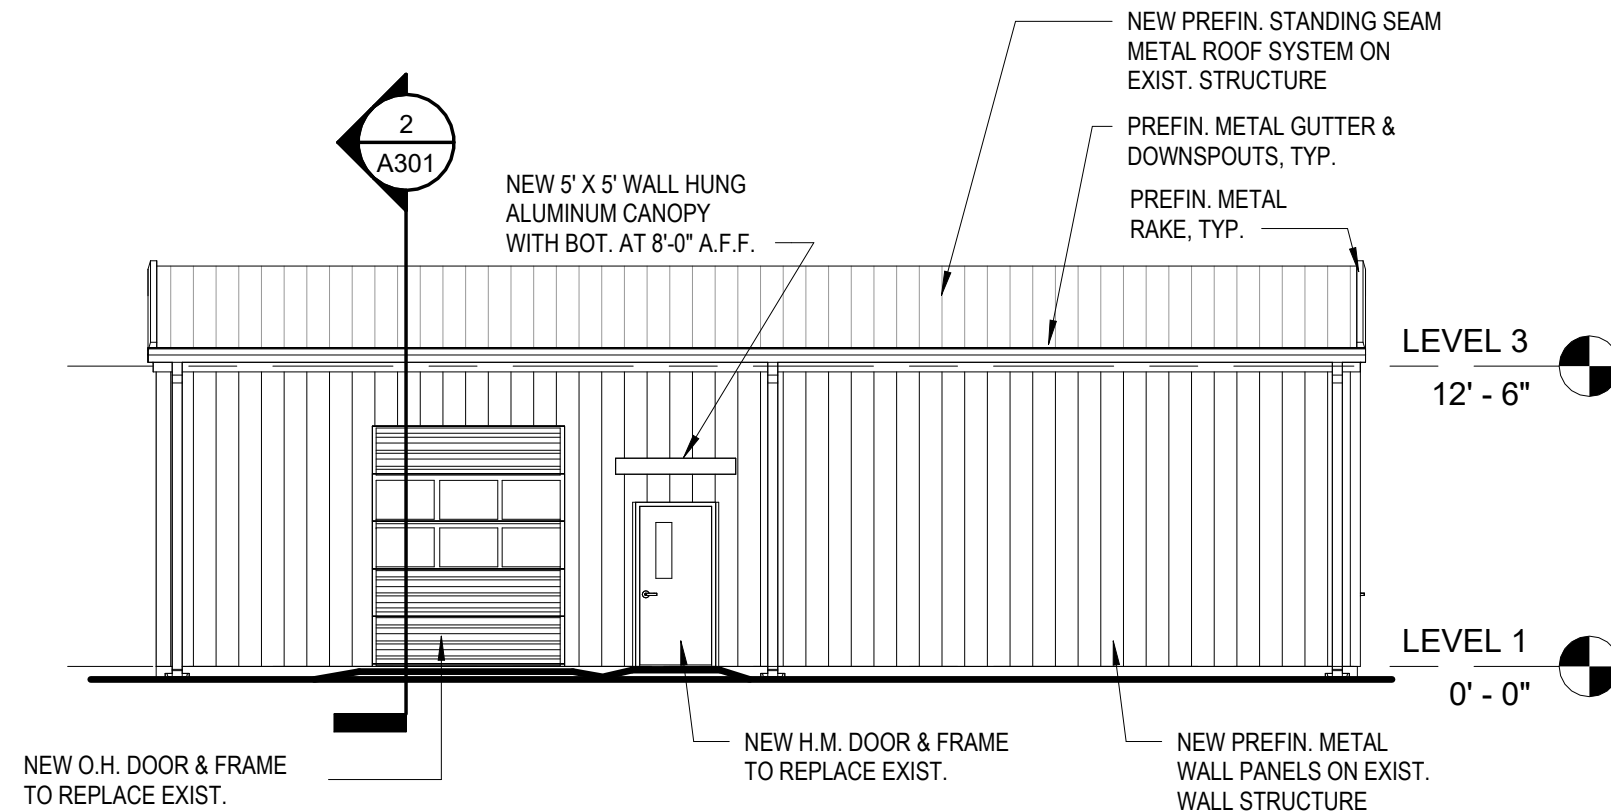 NEW PREFIN. STANDING SEAM
METAL ROOF SYSTEM ON
EXIST. STRUCTURE
PREFIN. METAL GUTTER &
DOWNSPOUTS, TYP.
PREFIN. METAL
RAKE, TYP.
2
A301
NEW 5' X 5' WALL HUNG
ALUMINUM CANOPY
WITH BOT. AT 8'-0" A.F.F.
LEVEL 3
12' - 6"
LEVEL 1
0' - 0"
NEW O.H. DOOR & FRAME
TO REPLACE EXIST.
NEW H.M. DOOR & FRAME
TO REPLACE EXIST.
NEW PREFIN. METAL
WALL PANELS ON EXIST.
WALL STRUCTURE